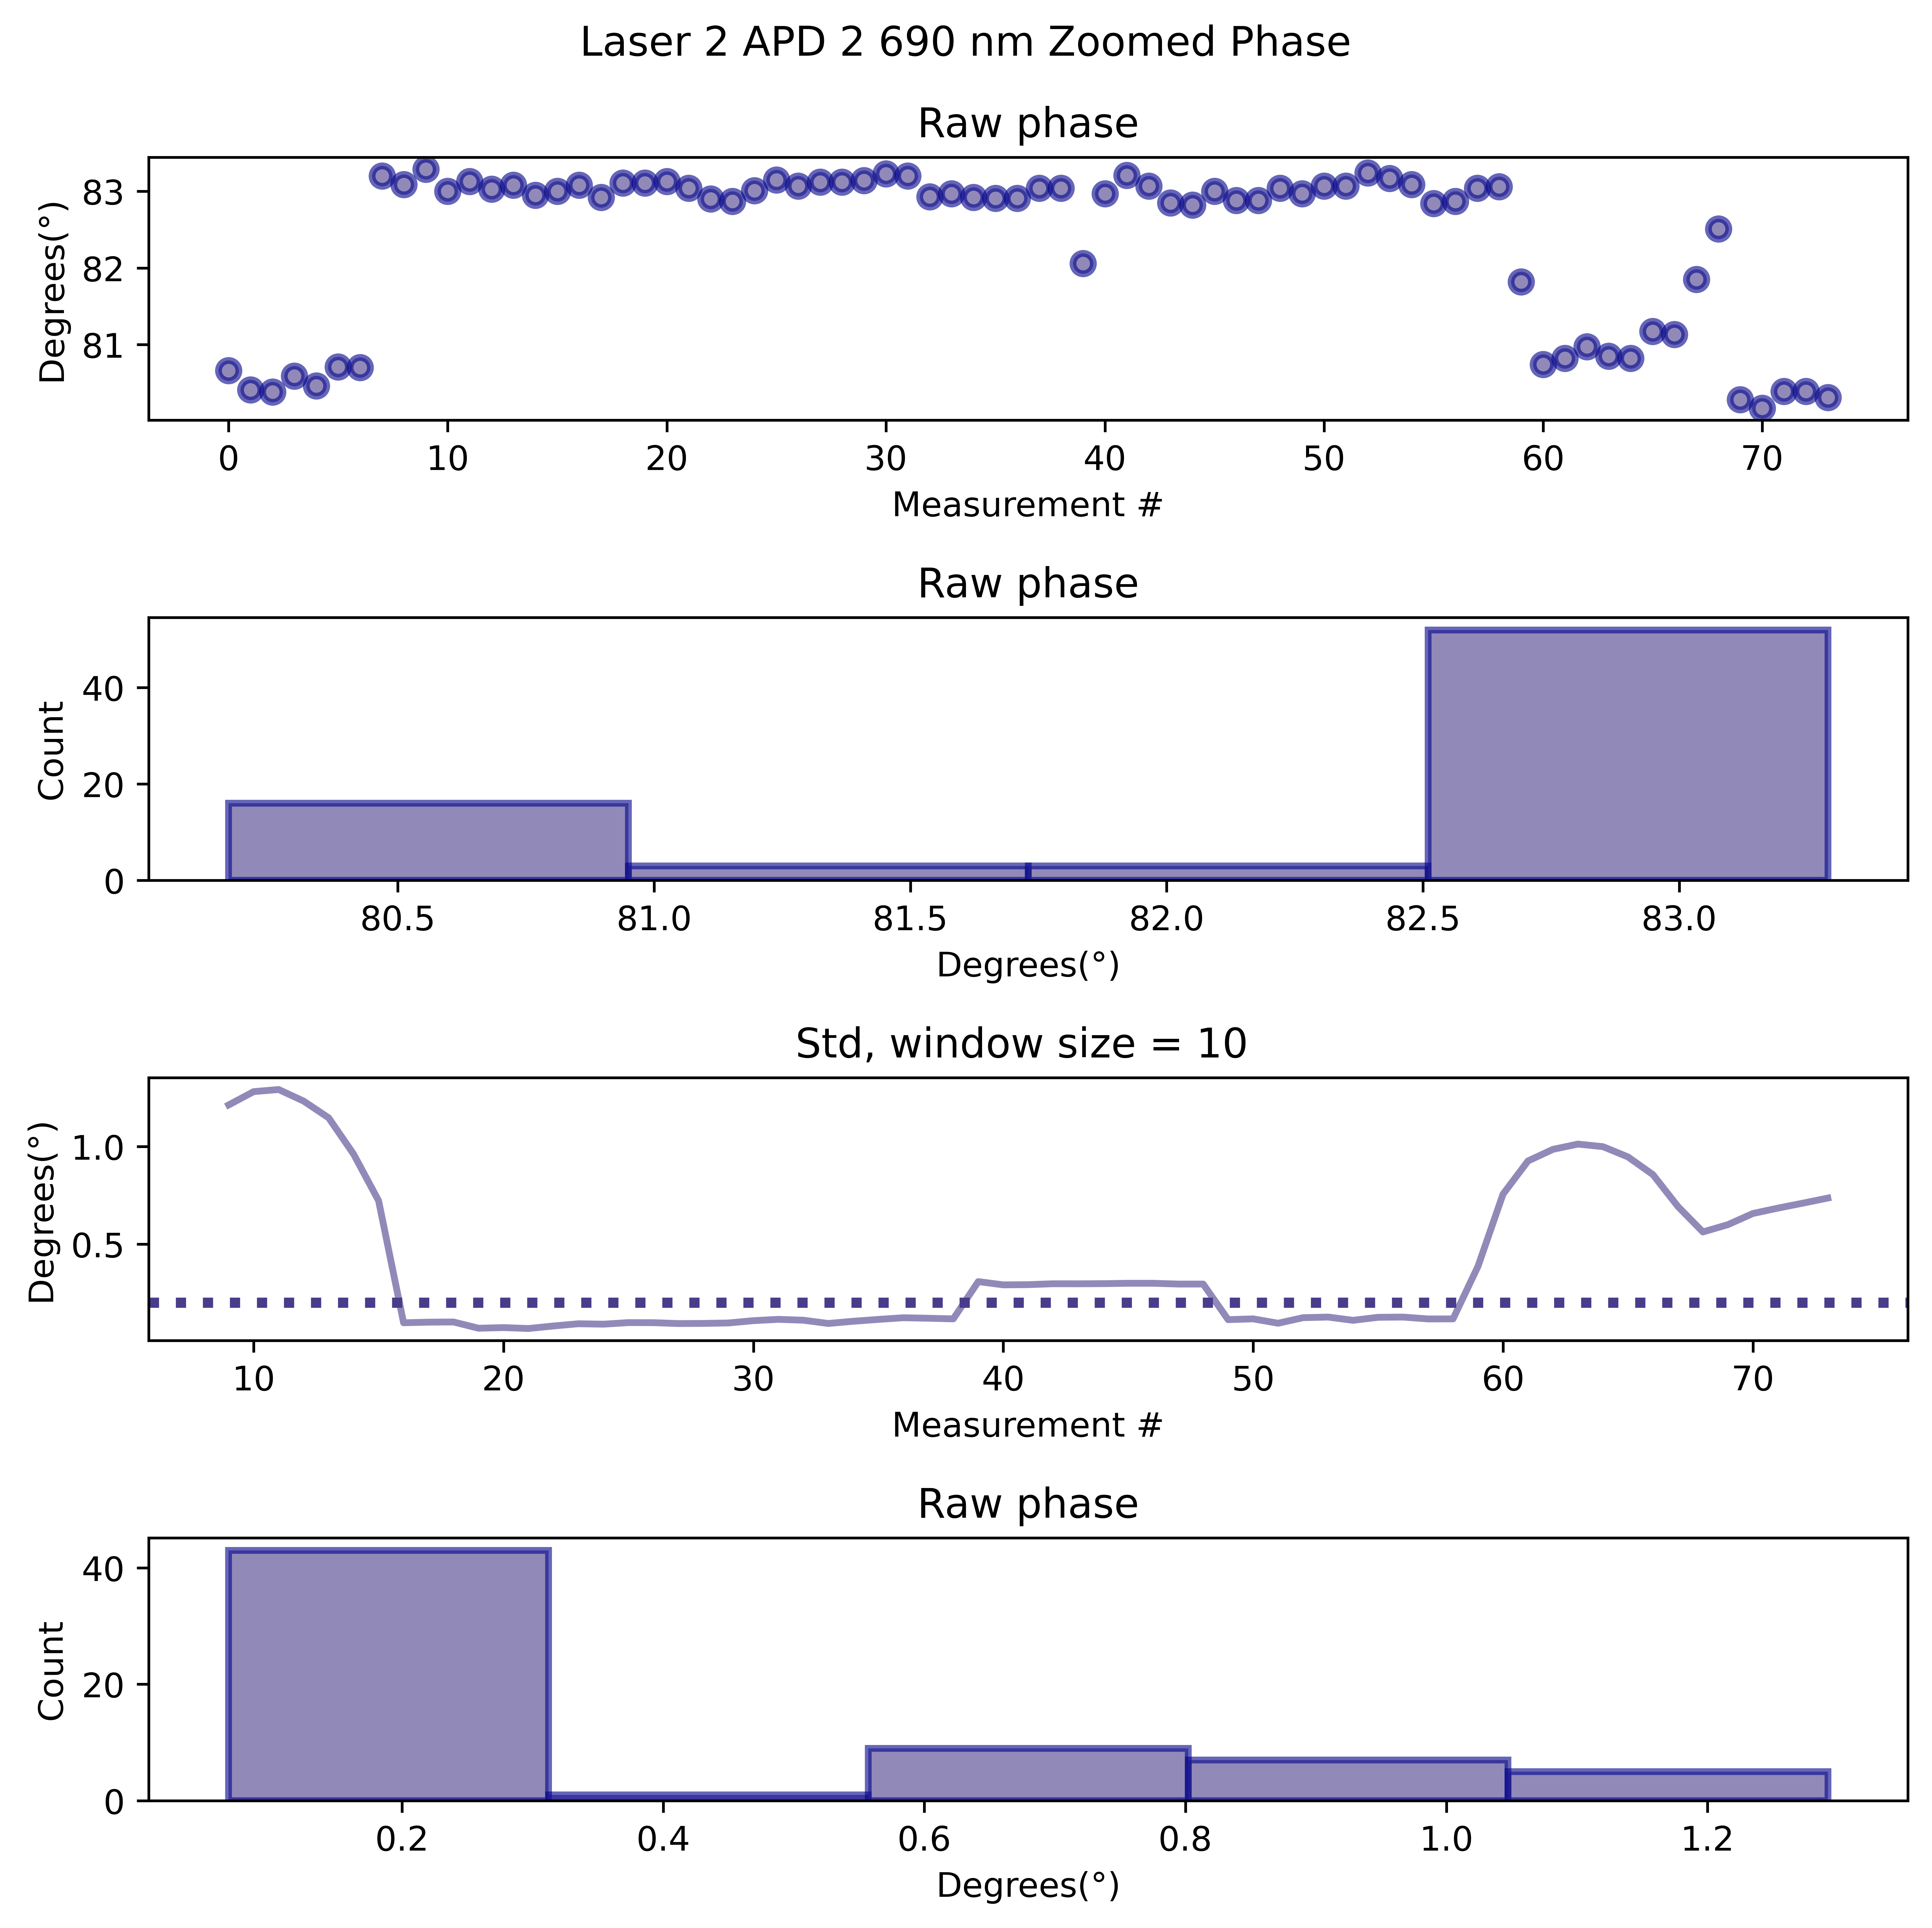 Laser 2 APD 2 690 nm Zoomed Phase
Raw phase
Degrees(°)
83
82
81
0 10 20 30 40 50 60 70
Measurement #
Raw phase
Count
40
20
0
80.5 81.0 81.5 82.0 82.5 83.0
Degrees(°)
Std, window size = 10
Degrees(°)
1.0
0.5
10 20 30 40 50 60 70
Measurement #
Raw phase
Count
40
20
0
0.2 0.4 0.6 0.8 1.0 1.2
Degrees(°)